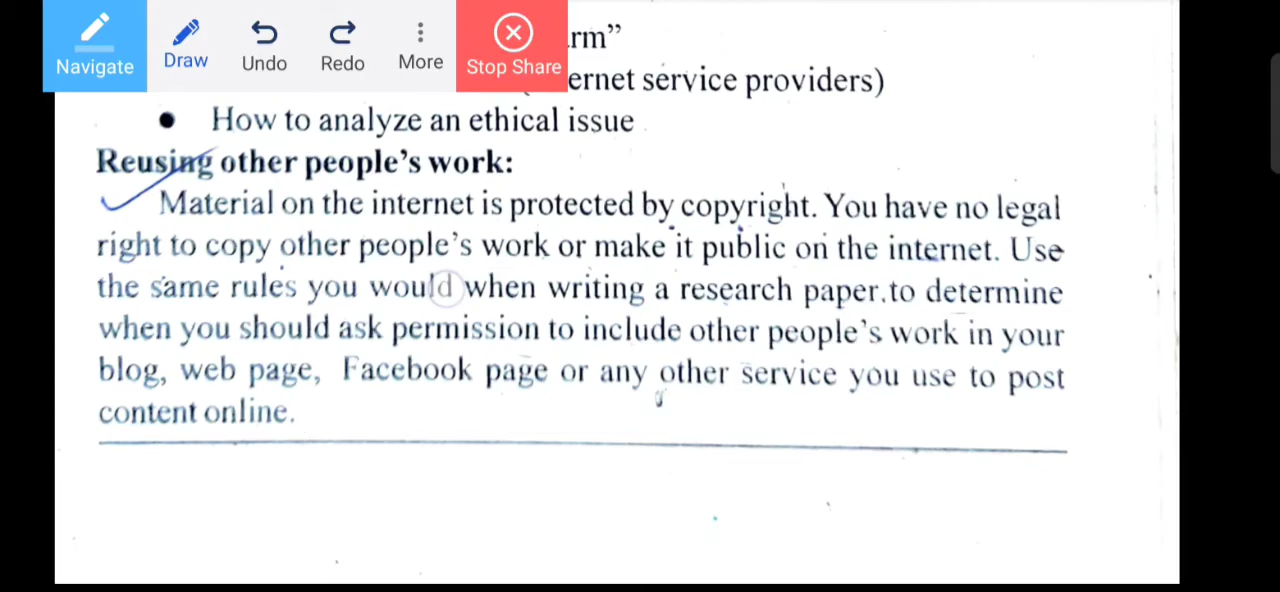 Navigate
Draw
Undo
Redo
More
Stop Share
rm”
ernet service providers)
● How to analyze an ethical issue
Reusing other people’s work:
Material on the internet is protected by copyright. You have no legal
right to copy other people’s work or make it public on the internet. Use
the same rules you would when writing a research paper.to determine
when you should ask permission to include other people’s work in your
blog, web page, Facebook page or any other service you use to post
content online.